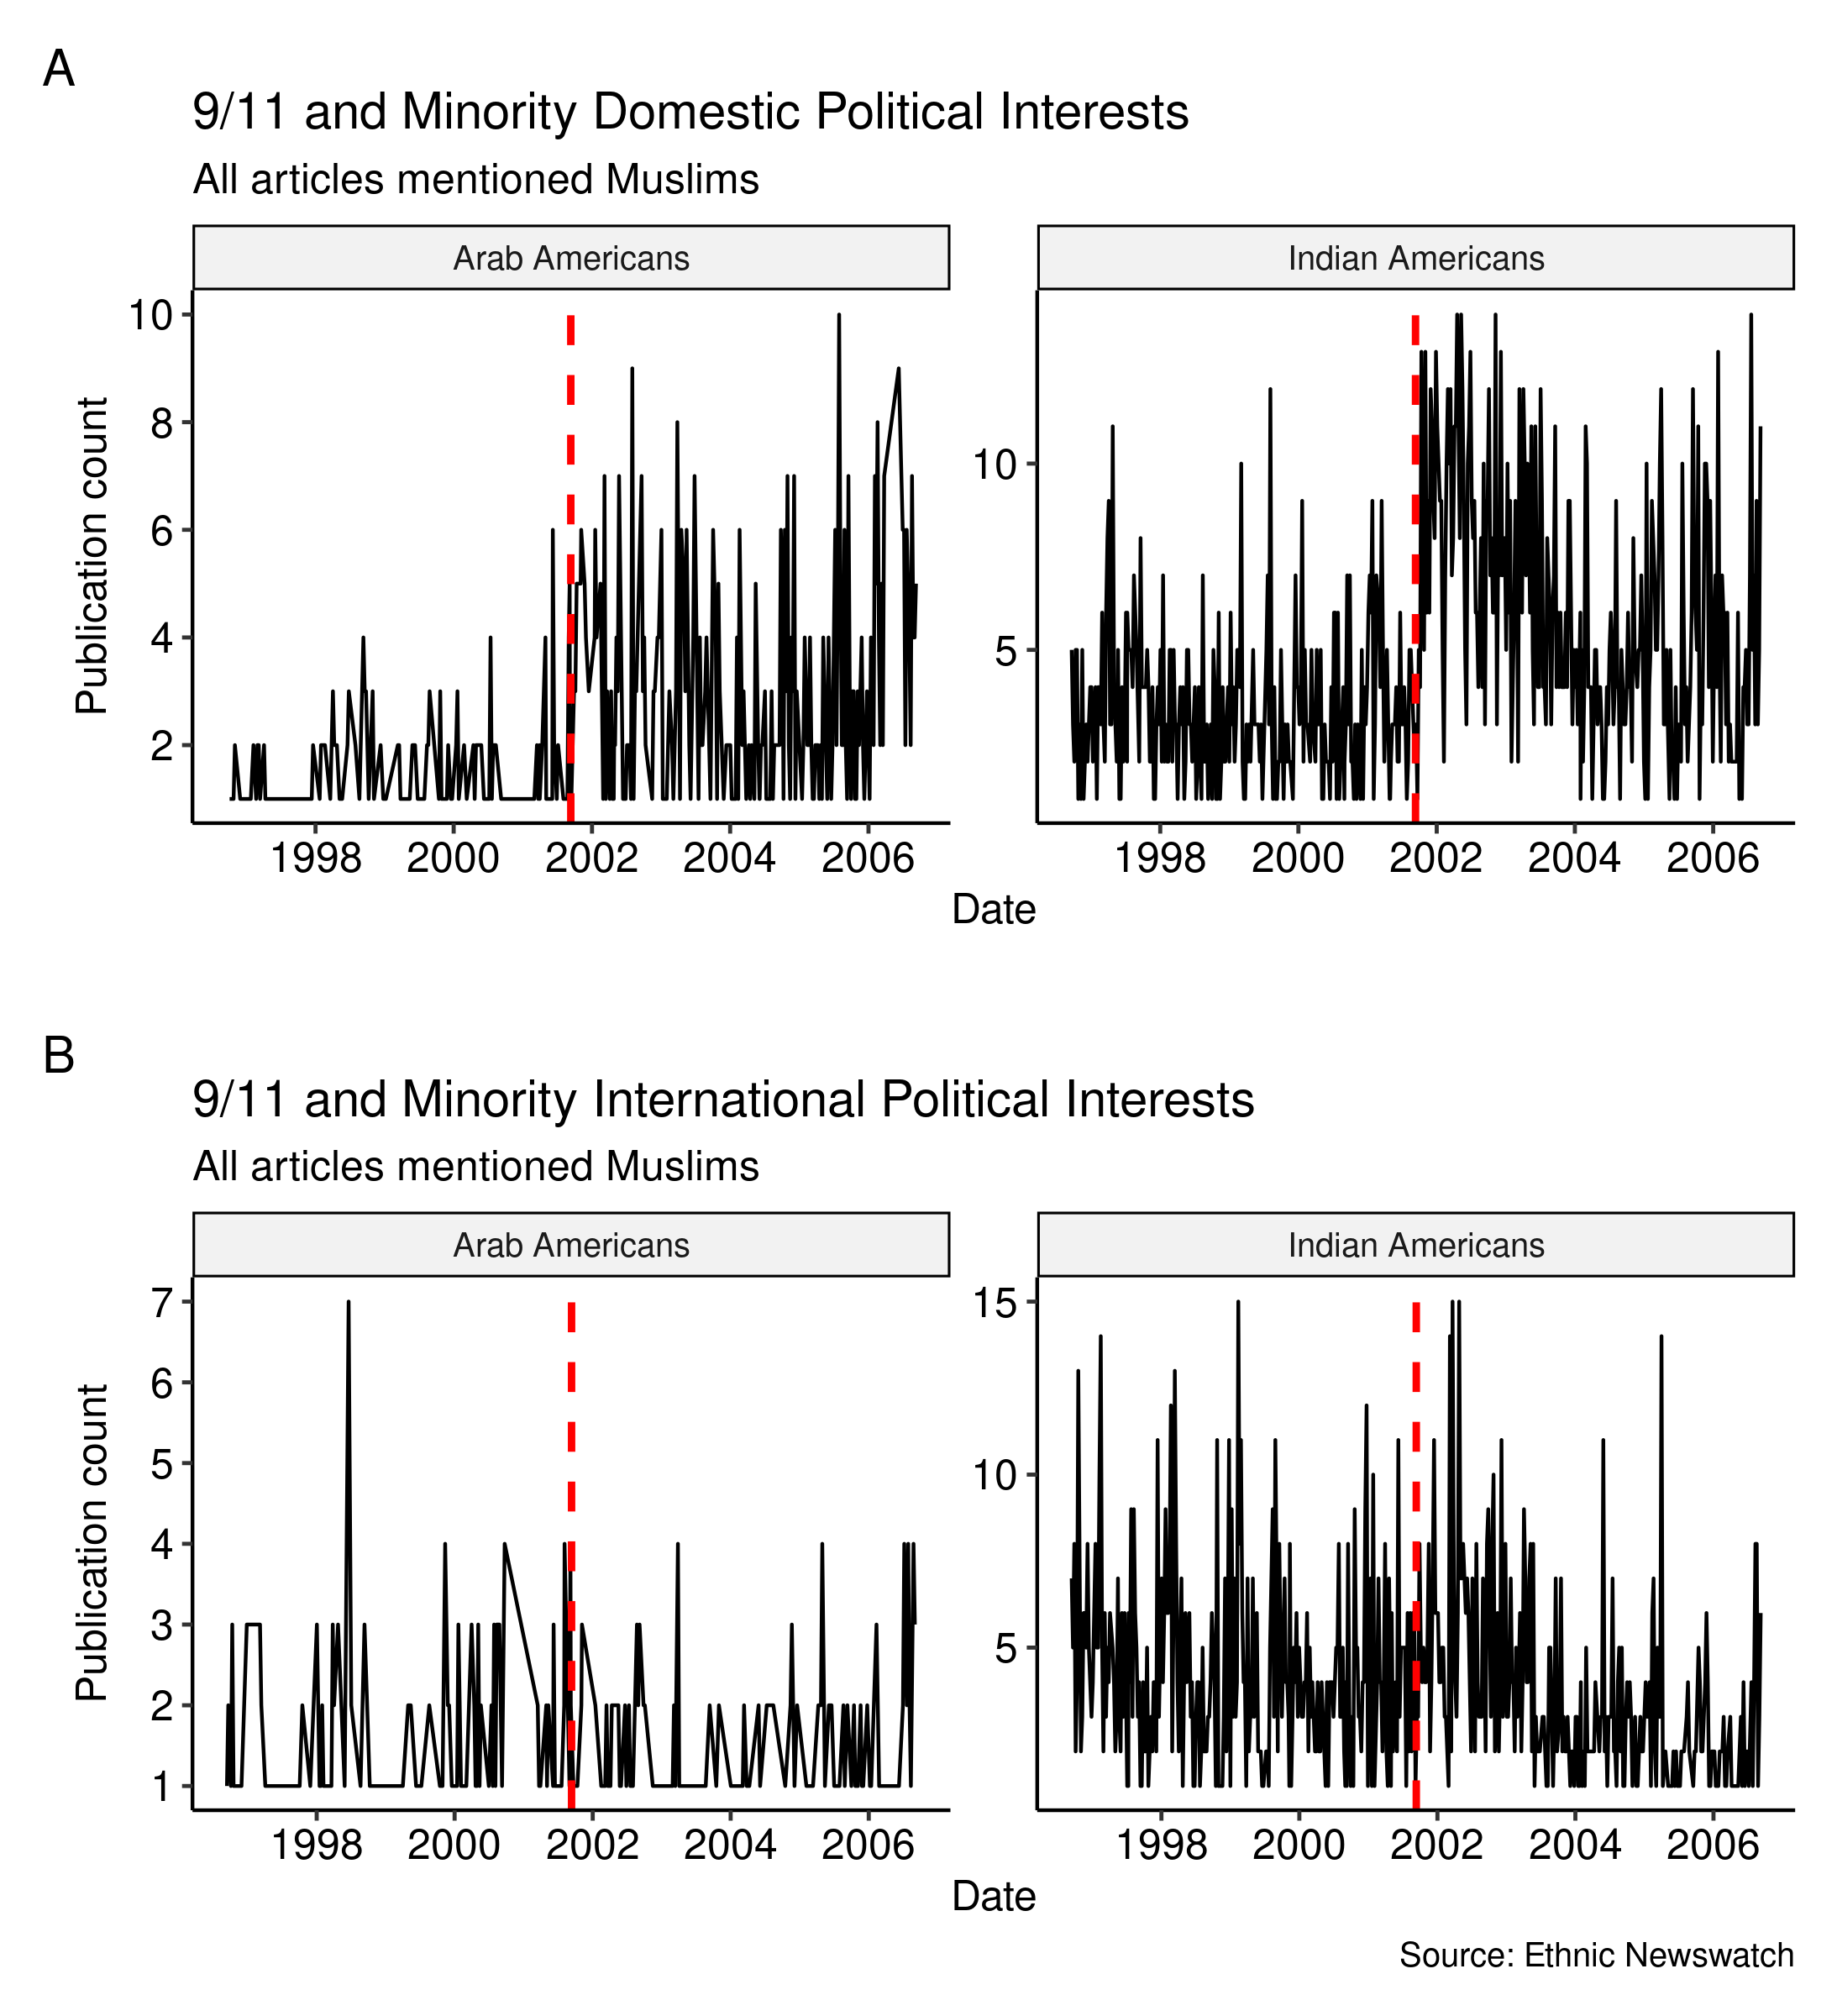 A
9/11 and Minority Domestic Political Interests
All articles mentioned Muslims
Arab Americans
Indian Americans
Publication count
10
8
6
4
2
10
5
1998 2000 2002 2004 2006
1998 2000 2002 2004 2006
Date
B
9/11 and Minority International Political Interests
All articles mentioned Muslims
Arab Americans
Indian Americans
Publication count
7
6
5
4
3
2
1
15
10
5
1998 2000 2002 2004 2006
1998 2000 2002 2004 2006
Date
Source: Ethnic Newswatch